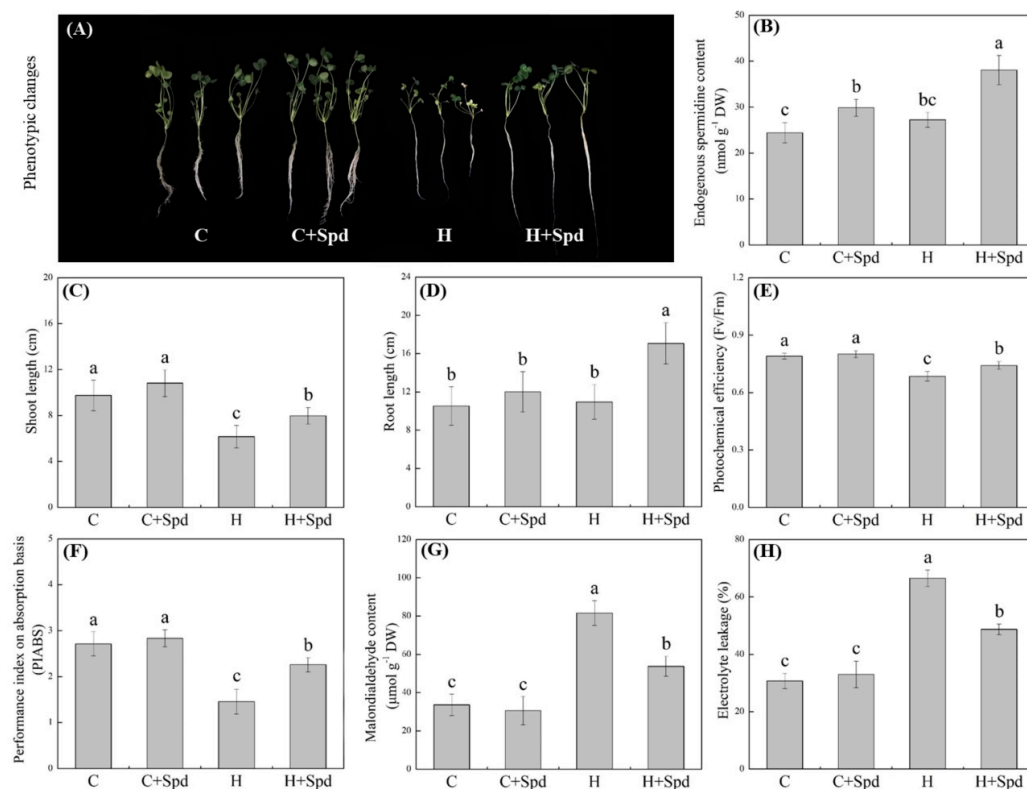 (A)
Phenotypic changes
C
C+Spd
H
H+Spd
(B)
Endogenous spermidine content
(nmol g⁻¹ DW)
50
40
30
20
10
0
c
b
bc
a
C
C+Spd
H
H+Spd
(C)
Shoot length (cm)
20
16
12
8
4
0
a
a
c
b
C
C+Spd
H
H+Spd
(D)
Root length (cm)
24
20
16
12
8
4
0
b
b
b
a
C
C+Spd
H
H+Spd
(E)
Photochemical efficiency (Fv/Fm)
1.2
0.9
0.6
0.3
0.0
a
a
c
b
C
C+Spd
H
H+Spd
(F)
Performance index on absorption basis
(PIABS)
5
4
3
2
1
0
a
a
c
b
C
C+Spd
H
H+Spd
(G)
Malondialdehyde content
(μmol g⁻¹ DW)
120
100
80
60
40
20
0
c
c
a
b
C
C+Spd
H
H+Spd
(H)
Electrolyte leakage (%)
80
60
40
20
0
c
c
a
b
C
C+Spd
H
H+Spd